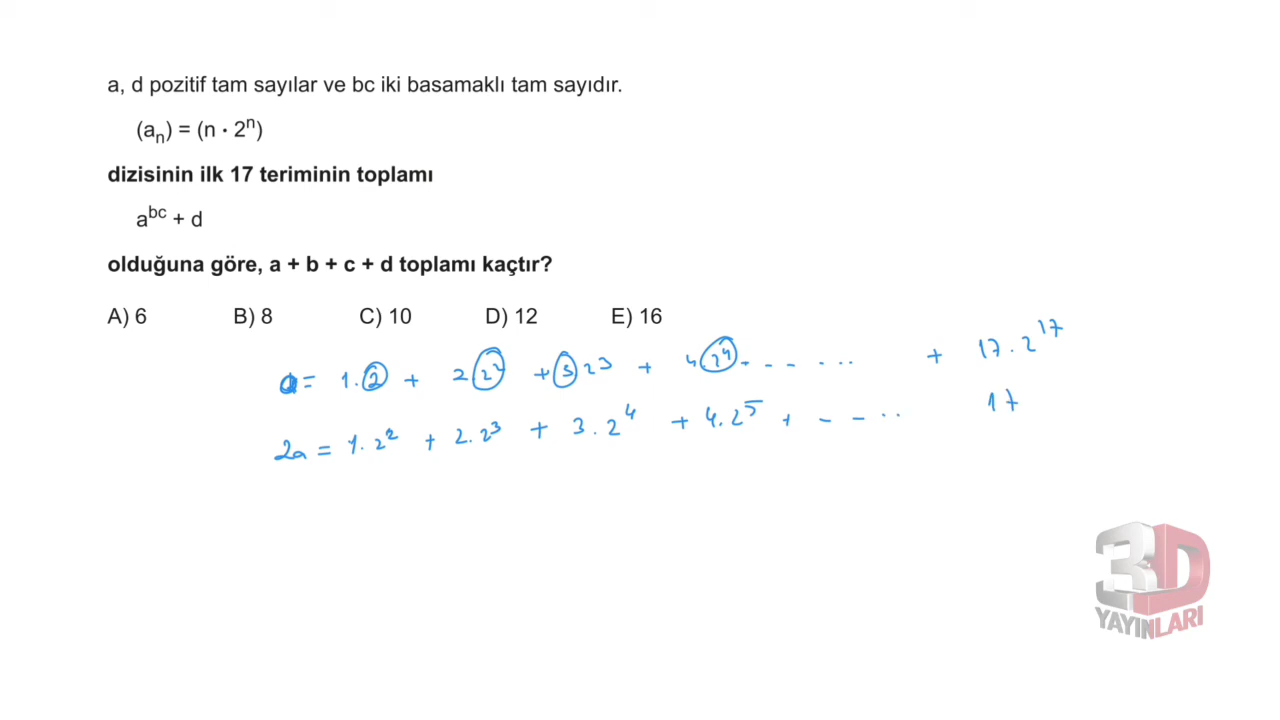 a, d pozitif tam sayılar ve bc iki basamaklı tam sayıdır.
(aₙ) = (n · 2ⁿ)
dizisinin ilk 17 teriminin toplamı
a^bc + d
olduğuna göre, a + b + c + d toplamı kaçtır?
A) 6 B) 8 C) 10 D) 12 E) 16
a = 1.2 + 2 2² + 3 2³ + 4 2⁴ + - - ... + 17.2¹⁷
2a = 1.2² + 2.2³ + 3.2⁴ + 4.2⁵ + - - .. 17
3D
YAYINLARI